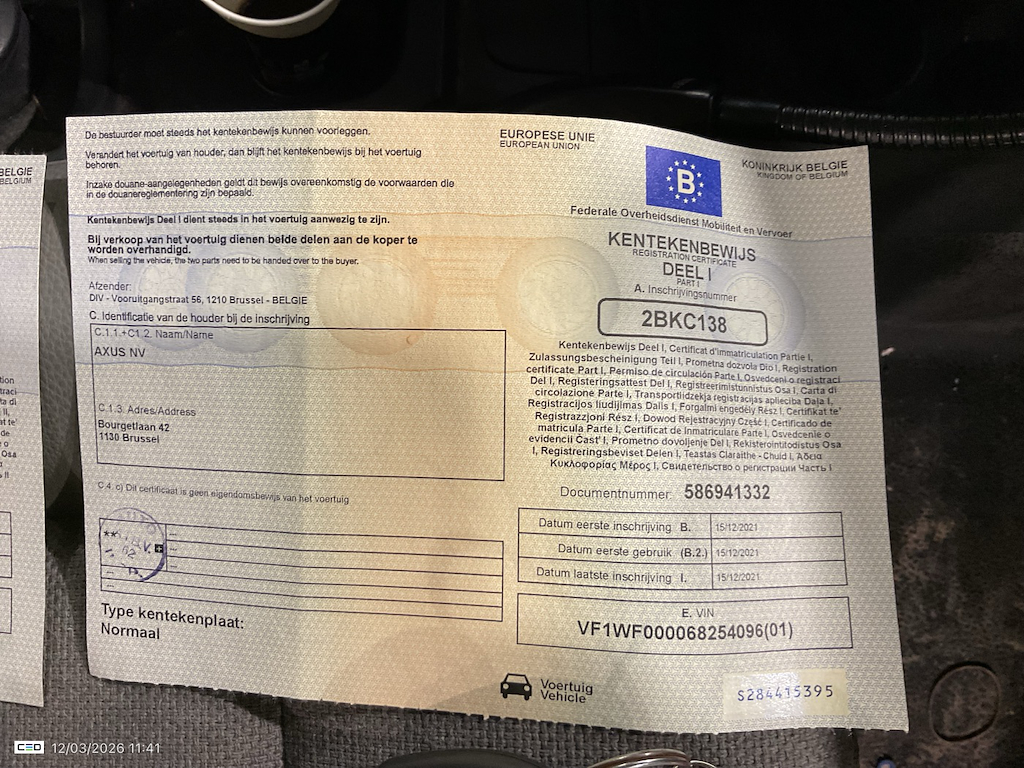 BELGIE
BELGIUM
De bestuurder moet steeds het kentekenbewijs kunnen voorleggen.
Verandert het voertuig van houder, dan blijft het kentekenbewijs bij het voertuig
behoren.
Inzake douane-aangelegenheden geldt dit bewijs overeenkomstig de voorwaarden die
in de douanereglementering zijn bepaald.
Kentekenbewijs Deel I dient steeds in het voertuig aanwezig te zijn.
Bij verkoop van het voertuig dienen beide delen aan de koper te
worden overhandigd.
When selling the vehicle, the two parts need to be handed over to the buyer.
Afzender:
DIV - Vooruitgangstraat 56, 1210 Brussel - BELGIE
C. Identificatie van de houder bij de inschrijving
C.1.1.+C1.2. Naam/Name
AXUS NV
C.1.3. Adres/Address
Bourgetlaan 42
1130 Brussel
C.4. c) Dit certificaat is geen eigendomsbewijs van het voertuig
Type kentekenplaat:
Normaal
EUROPESE UNIE
EUROPEAN UNION
B
KONINKRIJK BELGIE
KINGDOM OF BELGIUM
Federale Overheidsdienst Mobiliteit en Vervoer
KENTEKENBEWIJS
REGISTRATION CERTIFICATE
DEEL I
PART I
A. Inschrijvingsnummer
2BKC138
Kentekenbewijs Deel I, Certificat d'immatriculation Partie I,
Zulassungsbescheinigung Teil I, Prometna dozvola Dio I, Registration
certificate Part I, Permiso de circulación Parte I, Osvedceni o registraci
Del I, Registeringsattest Del I, Registreerimistunnistus Osa I, Carta di
circolazione Parte I, Transportlidzekja registracijas aplieciba Daļa I,
Registracijos liudijimas Dalis I, Forgalmi engedély Rész I, Certifikat te'
Registrazzjoni Rész I, Dowod Rejestracyjny Część I, Certificado de
matricula Parte I, Certificat de Inmatriculare Parte I, Osvedcenie o
evidencii Časť I, Prometno dovoljenje Del I, Rekisterointitodistus Osa
I, Registreringsbeviset Delen I, Teastas Claraithe - Chuid I, Άδεια
Κυκλοφορίας Μέρος I, Свидетельство о регистрации Часть I
Documentnummer: 586941332
Datum eerste inschrijving B. 15/12/2021
Datum eerste gebruik (B.2.) 15/12/2021
Datum laatste inschrijving I. 15/12/2021
E. VIN
VF1WF000068254096(01)
Voertuig
Vehicle
S284415395
CEO 12/03/2026 11:41